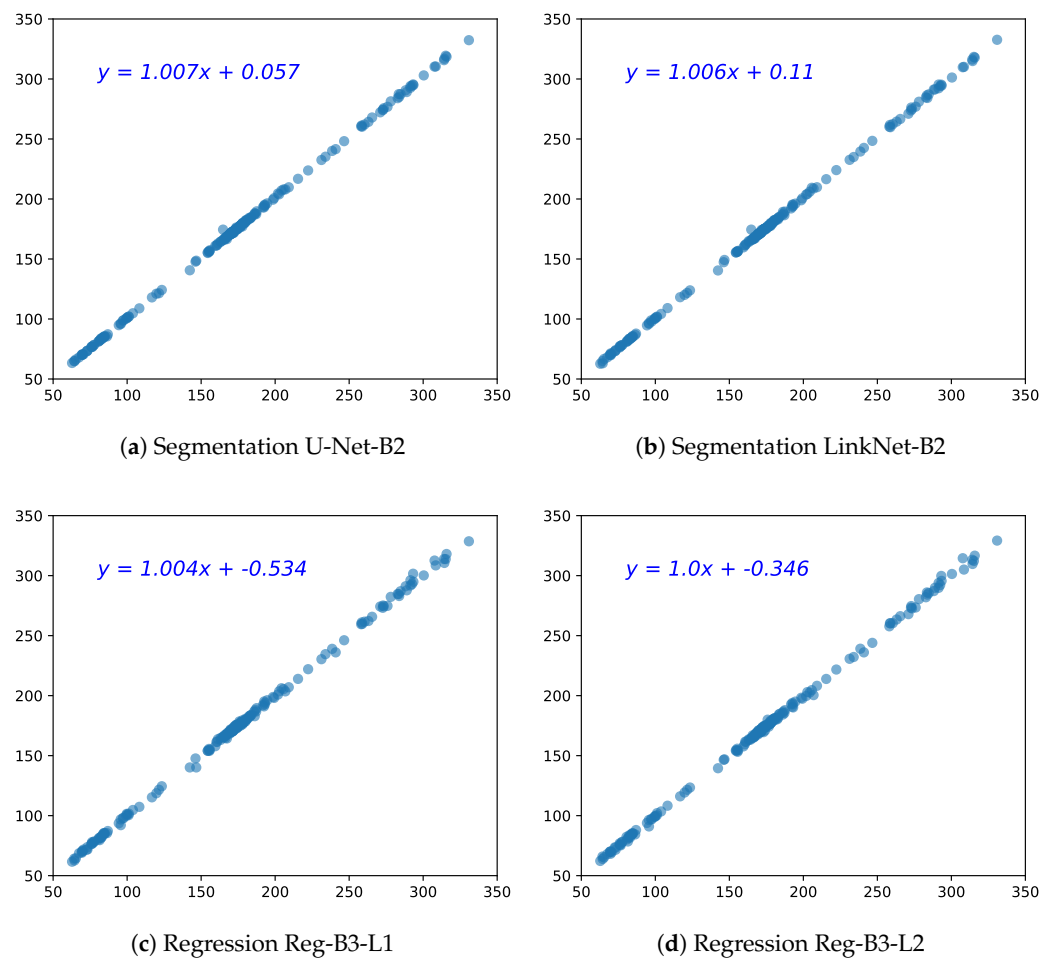 350
300
250
200
150
100
50
y = 1.007x + 0.057
50 100 150 200 250 300 350
(a) Segmentation U-Net-B2
350
300
250
200
150
100
50
y = 1.006x + 0.11
50 100 150 200 250 300 350
(b) Segmentation LinkNet-B2
350
300
250
200
150
100
50
y = 1.004x + -0.534
50 100 150 200 250 300 350
(c) Regression Reg-B3-L1
350
300
250
200
150
100
50
y = 1.0x + -0.346
50 100 150 200 250 300 350
(d) Regression Reg-B3-L2